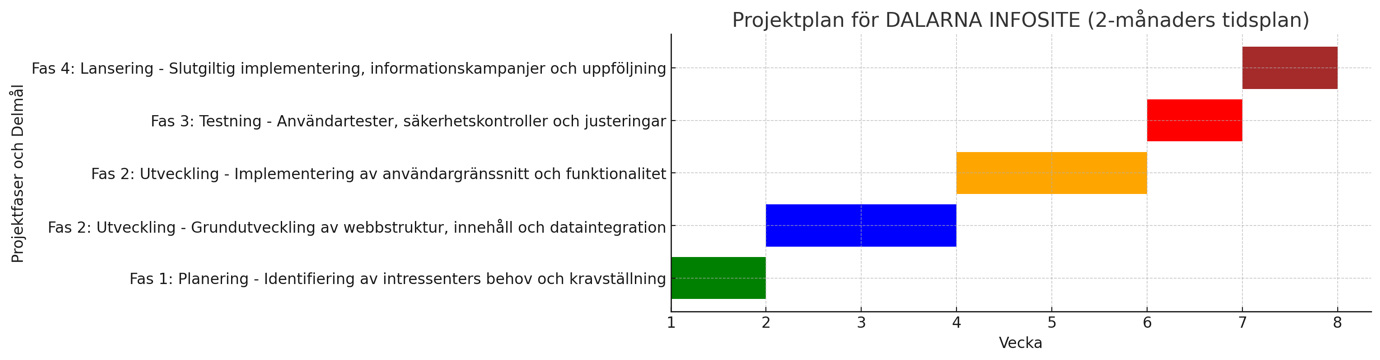 Projektplan för DALARNA INFOSITE (2-månaders tidsplan)
Projektfaser och Delmål
Fas 4: Lansering - Slutgiltig implementering, informationskampanjer och uppföljning
Fas 3: Testning - Användartester, säkerhetskontroller och justeringar
Fas 2: Utveckling - Implementering av användargränssnitt och funktionalitet
Fas 2: Utveckling - Grundutveckling av webbstruktur, innehåll och dataintegration
Fas 1: Planering - Identifiering av intressenters behov och kravställning
1 2 3 4 5 6 7 8
Vecka